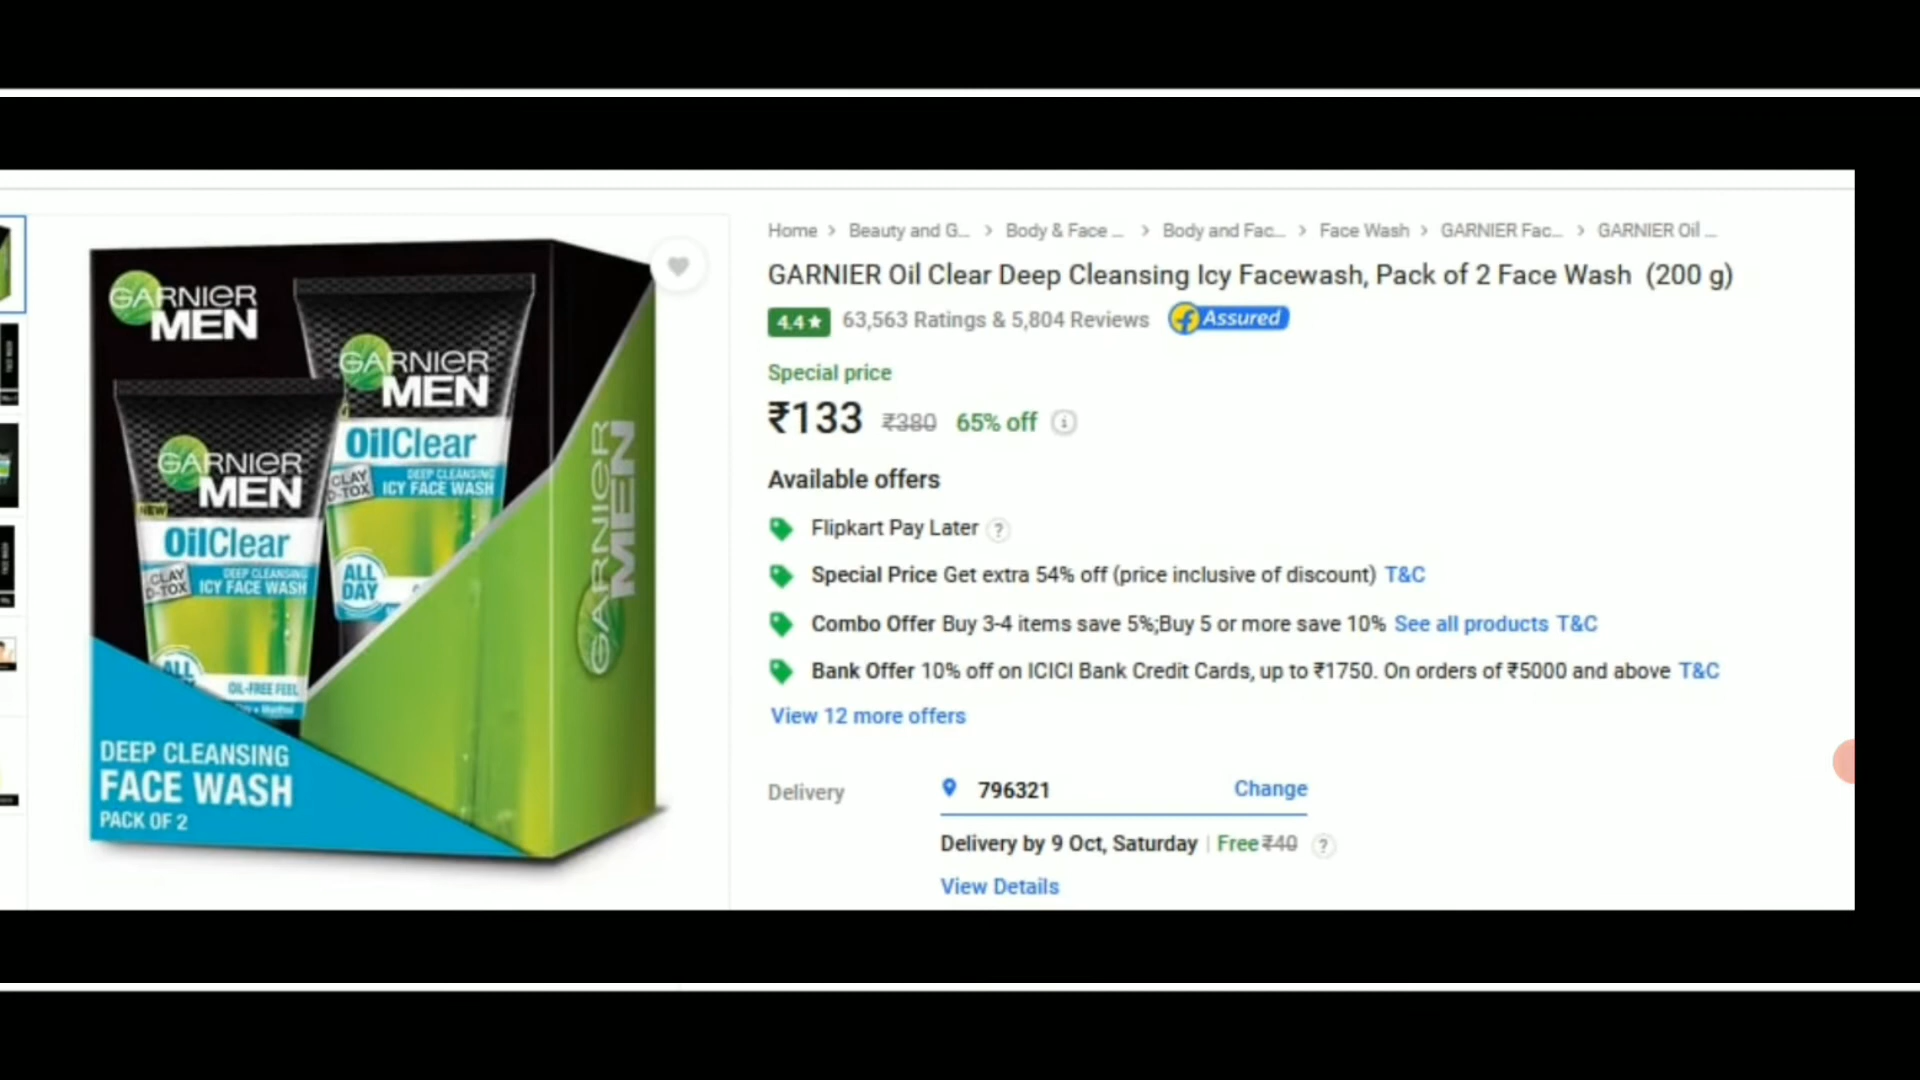 Home > Beauty and G... > Body & Face ... > Body and Fac... > Face Wash > GARNIER Fac... > GARNIER Oil ...
GARNIER Oil Clear Deep Cleansing Icy Facewash, Pack of 2 Face Wash (200 g)
4.4★ 63,563 Ratings & 5,804 Reviews Assured
Special price
₹133 ₹380 65% off
Available offers
Flipkart Pay Later ?
Special Price Get extra 54% off (price inclusive of discount) T&C
Combo Offer Buy 3-4 items save 5%;Buy 5 or more save 10% See all products T&C
Bank Offer 10% off on ICICI Bank Credit Cards, up to ₹1750. On orders of ₹5000 and above T&C
View 12 more offers
Delivery
796321 Change
Delivery by 9 Oct, Saturday | Free ₹40 ?
View Details
GARNIER
MEN
GARNIER
MEN
OilClear
CLAY
D-TOX
DEEP CLEANSING
ICY FACE WASH
ALL
DAY
GARNIER
MEN
NEW
OilClear
CLAY
D-TOX
DEEP CLEANSING
ICY FACE WASH
ALL
OIL-FREE FEEL
GARNIER
MEN
GARNIER
DEEP CLEANSING
FACE WASH
PACK OF 2